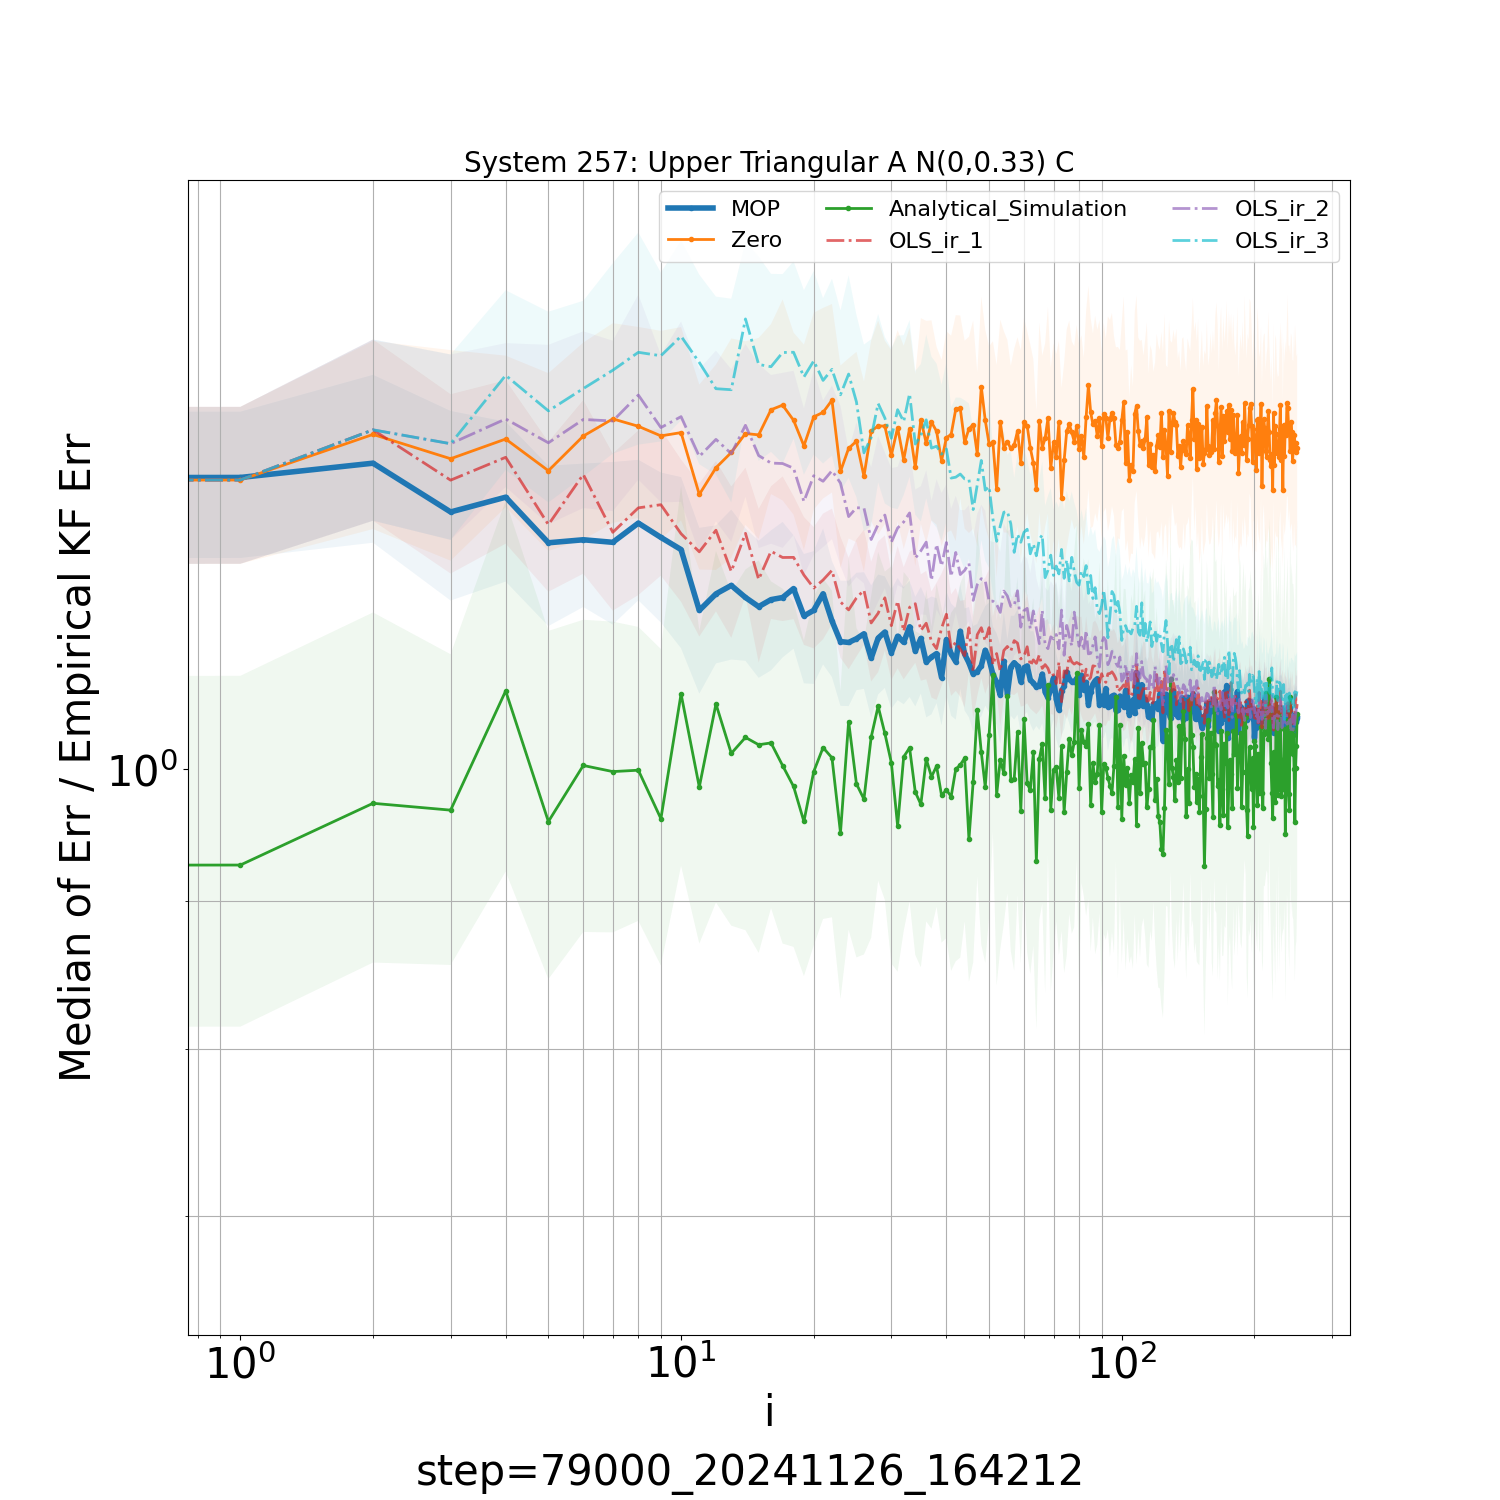 System 257: Upper Triangular A N(0,0.33) C
MOP
Zero
Analytical_Simulation
OLS_ir_1
OLS_ir_2
OLS_ir_3
Median of Err / Empirical KF Err
10⁰
10⁰ 10¹ 10²
i
step=79000_20241126_164212